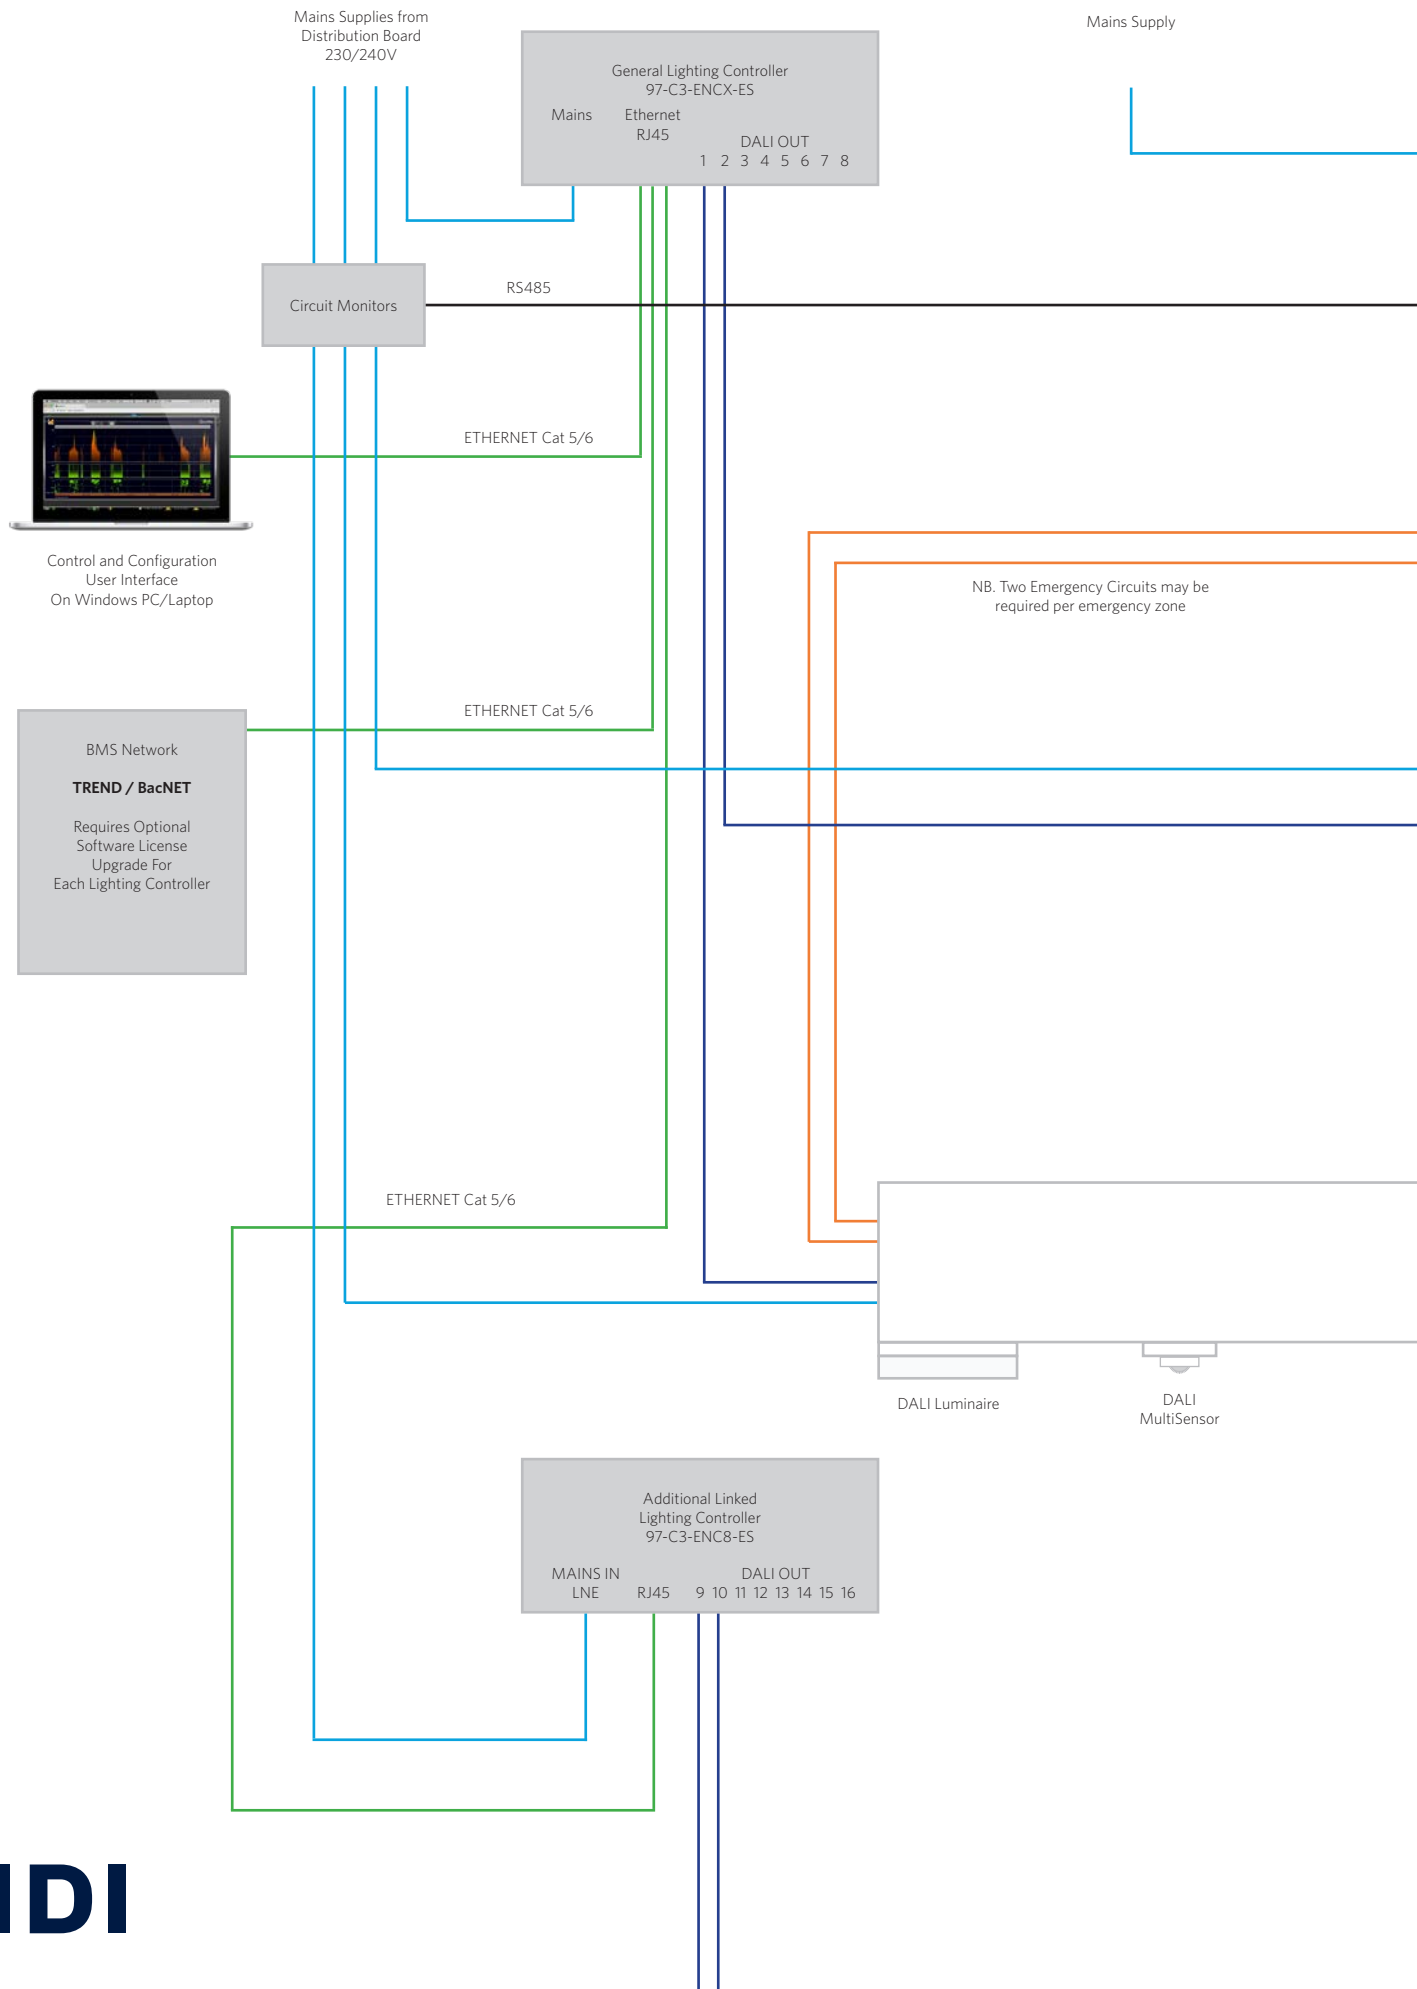 Mains Supplies from
Distribution Board
230/240V
Mains Supply
General Lighting Controller
97-C3-ENCX-ES
Mains
Ethernet
RJ45
DALI OUT
1 2 3 4 5 6 7 8
Circuit Monitors
RS485
ETHERNET Cat 5/6
Control and Configuration
User Interface
On Windows PC/Laptop
NB. Two Emergency Circuits may be
required per emergency zone
ETHERNET Cat 5/6
BMS Network
TREND / BacNET
Requires Optional
Software License
Upgrade For
Each Lighting Controller
ETHERNET Cat 5/6
DALI Luminaire
DALI
MultiSensor
Additional Linked
Lighting Controller
97-C3-ENC8-ES
MAINS IN
LNE
RJ45
DALI OUT
9 10 11 12 13 14 15 16
DI